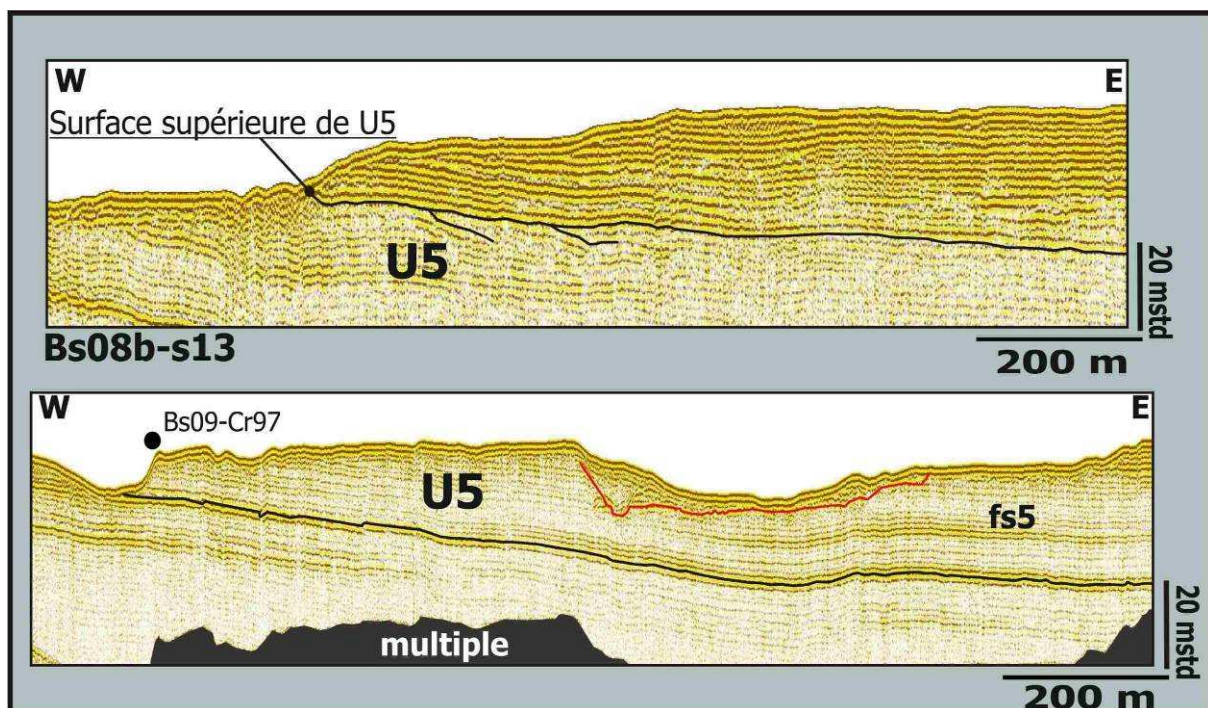 W
E
Surface supérieure de U5
U5
20 mstd
Bs08b-s13
200 m
W
E
Bs09-Cr97
U5
fs5
20 mstd
multiple
200 m